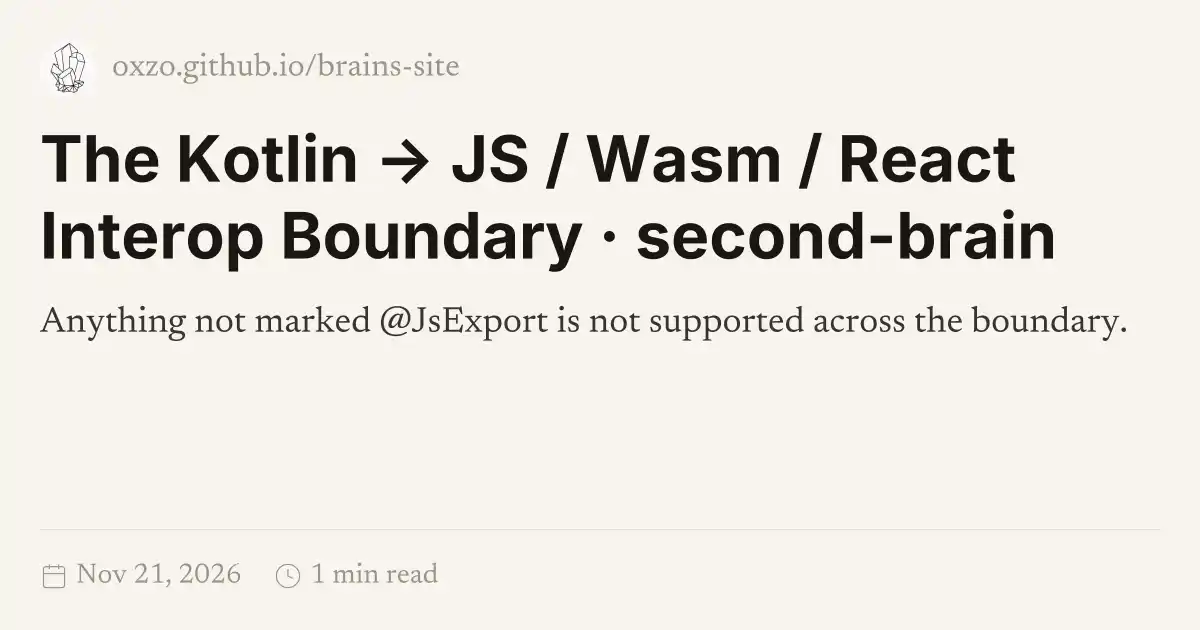 oxzo.github.io/brains-site
The Kotlin → JS / Wasm / React
Interop Boundary · second-brain
Anything not marked @JsExport is not supported across the boundary.
Nov 21, 2026 1 min read